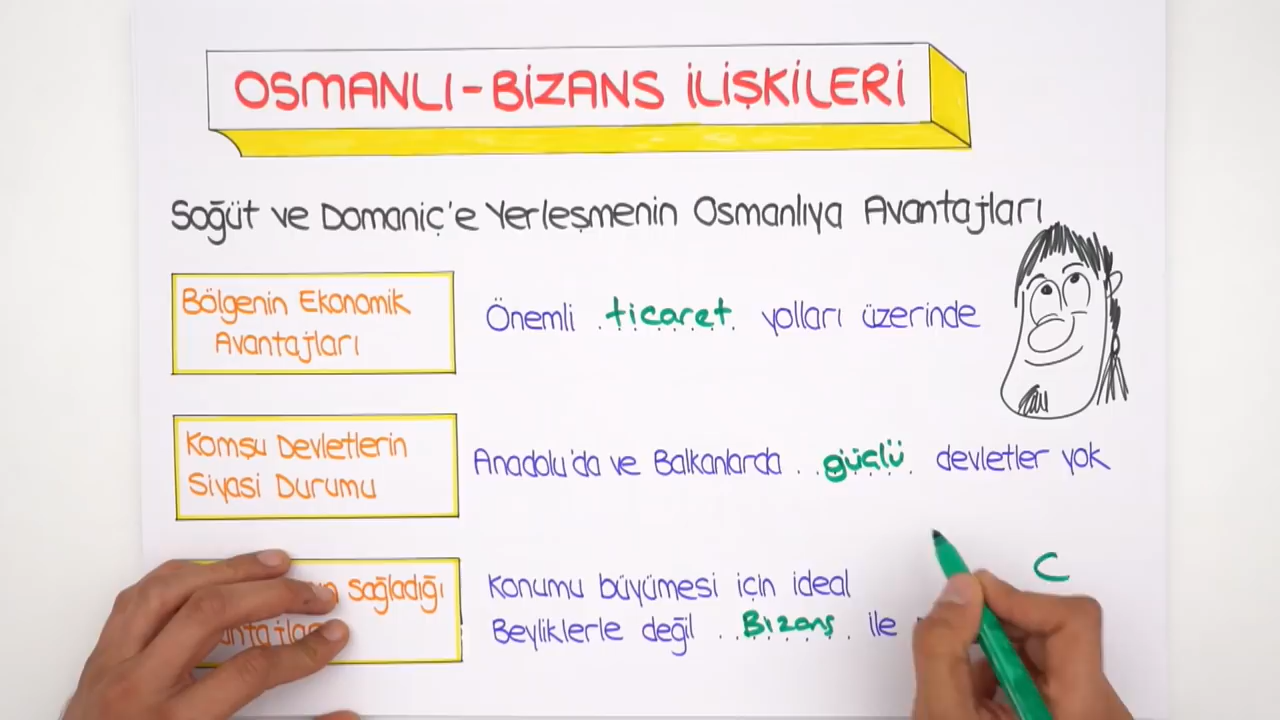 OSMANLI-BİZANS İLİŞKİLERİ
Söğüt ve Domaniç'e Yerleşmenin Osmanlıya Avantajları
Bölgenin Ekonomik
Avantajları
Önemli ticaret yolları üzerinde
Komşu Devletlerin
Siyasi Durumu
Anadolu'da ve Balkanlarda güçlü devletler yok
sağladığı
Konumu büyümesi için ideal
Beyliklerle değil Bizans ile
C